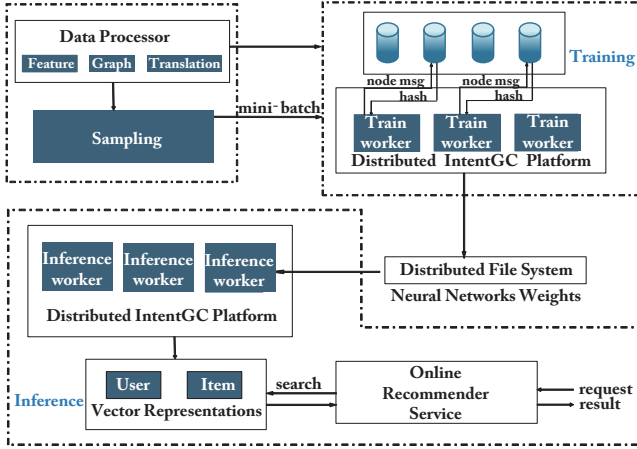 Data Processor
Feature Graph Translation
Sampling
mini-batch
Training
node msg node msg
hash hash
Train worker
Train worker
Train worker
Distributed IntentGC Platform
Distributed File System
Neural Networks Weights
Inference worker
Inference worker
Inference worker
Distributed IntentGC Platform
User Item
Vector Representations
Inference
search
Online
Recommender
Service
request
result